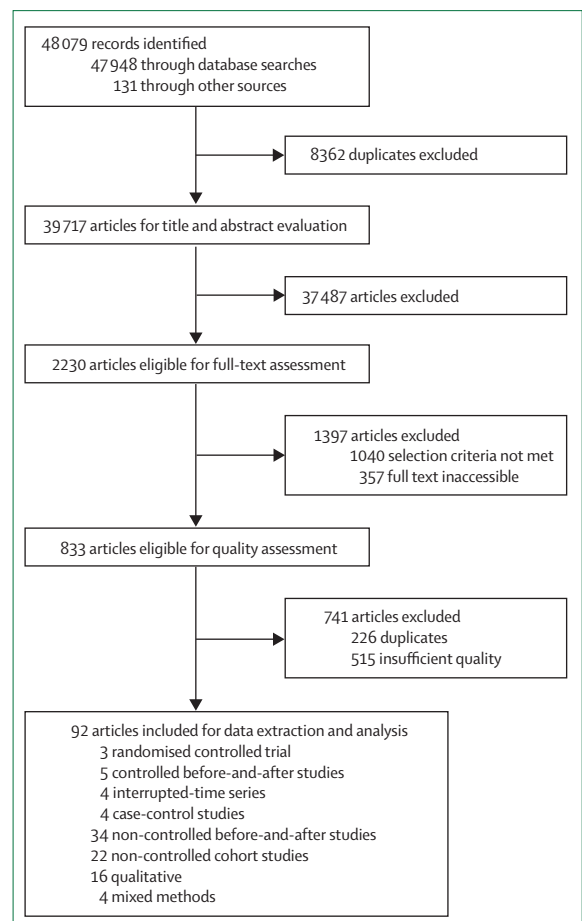 48 079 records identified
47 948 through database searches
131 through other sources
8362 duplicates excluded
39 717 articles for title and abstract evaluation
37 487 articles excluded
2230 articles eligible for full-text assessment
1397 articles excluded
1040 selection criteria not met
357 full text inaccessible
833 articles eligible for quality assessment
741 articles excluded
226 duplicates
515 insufficient quality
92 articles included for data extraction and analysis
3 randomised controlled trial
5 controlled before-and-after studies
4 interrupted-time series
4 case-control studies
34 non-controlled before-and-after studies
22 non-controlled cohort studies
16 qualitative
4 mixed methods